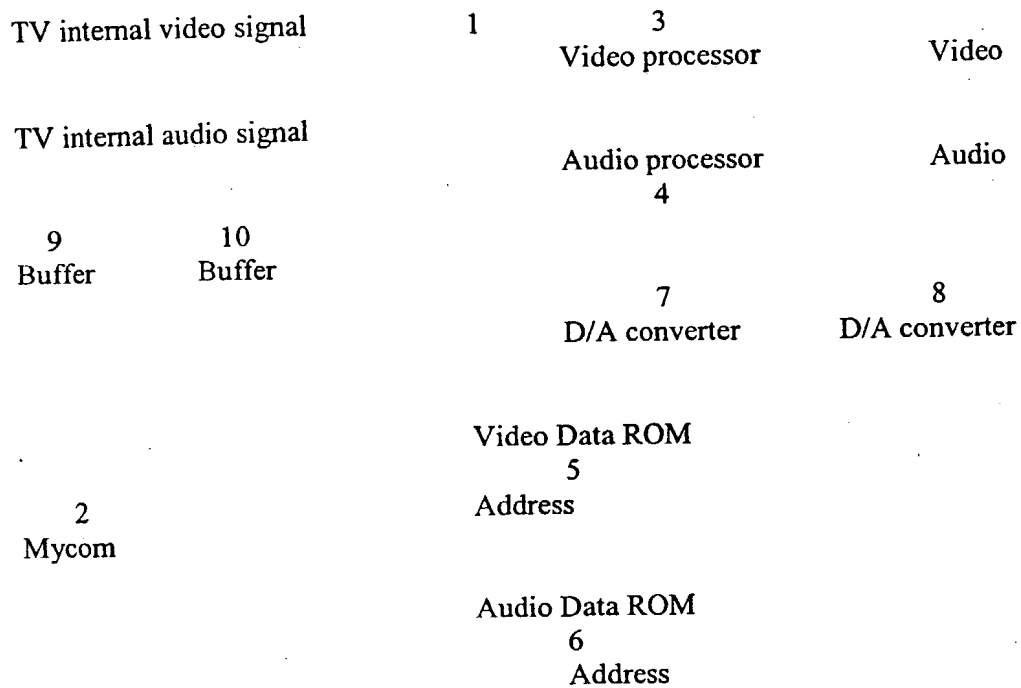 TV internal video signal 1 3
Video processor Video
TV internal audio signal
Audio processor Audio
4
9 10
Buffer Buffer
7 8
D/A converter D/A converter
Video Data ROM
5
Address
2
Mycom
Audio Data ROM
6
Address